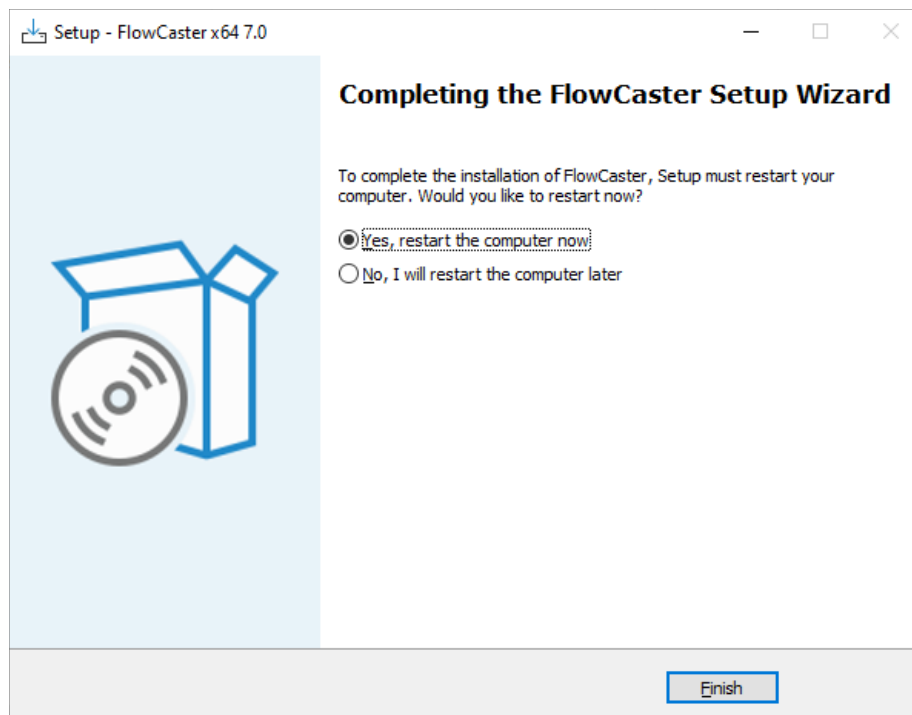 Setup - FlowCaster x64 7.0
Completing the FlowCaster Setup Wizard
To complete the installation of FlowCaster, Setup must restart your
computer. Would you like to restart now?
Yes, restart the computer now
No, I will restart the computer later
Finish